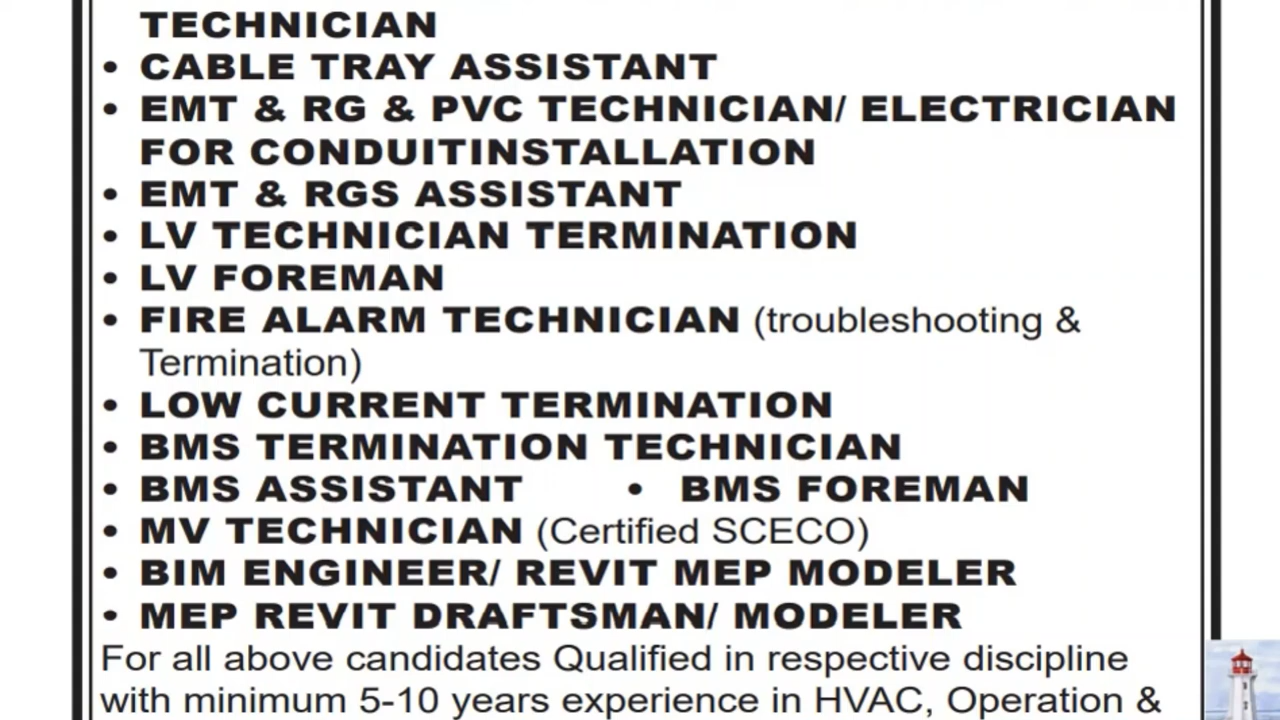 TECHNICIAN
• CABLE TRAY ASSISTANT
• EMT & RG & PVC TECHNICIAN/ ELECTRICIAN
FOR CONDUITINSTALLATION
• EMT & RGS ASSISTANT
• LV TECHNICIAN TERMINATION
• LV FOREMAN
• FIRE ALARM TECHNICIAN (troubleshooting &
Termination)
• LOW CURRENT TERMINATION
• BMS TERMINATION TECHNICIAN
• BMS ASSISTANT • BMS FOREMAN
• MV TECHNICIAN (Certified SCECO)
• BIM ENGINEER/ REVIT MEP MODELER
• MEP REVIT DRAFTSMAN/ MODELER
For all above candidates Qualified in respective discipline
with minimum 5-10 years experience in HVAC, Operation &